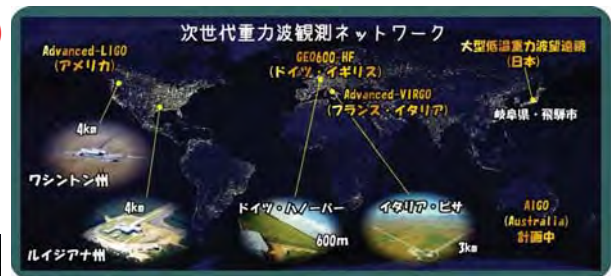 次世代重力波観測ネットワーク
Advanced-LIGO
(アメリカ)
GEO600-HF
(ドイツ・イギリス)
大型低温重力波望遠鏡
(日本)
Advanced-VIRGO
(フランス・イタリア)
岐阜県・飛騨市
4km
ワシントン州
4km
ルイジアナ州
ドイツ・ハノーバー
600m
イタリア・ピサ
3km
AIGO
(Australia)
計画中